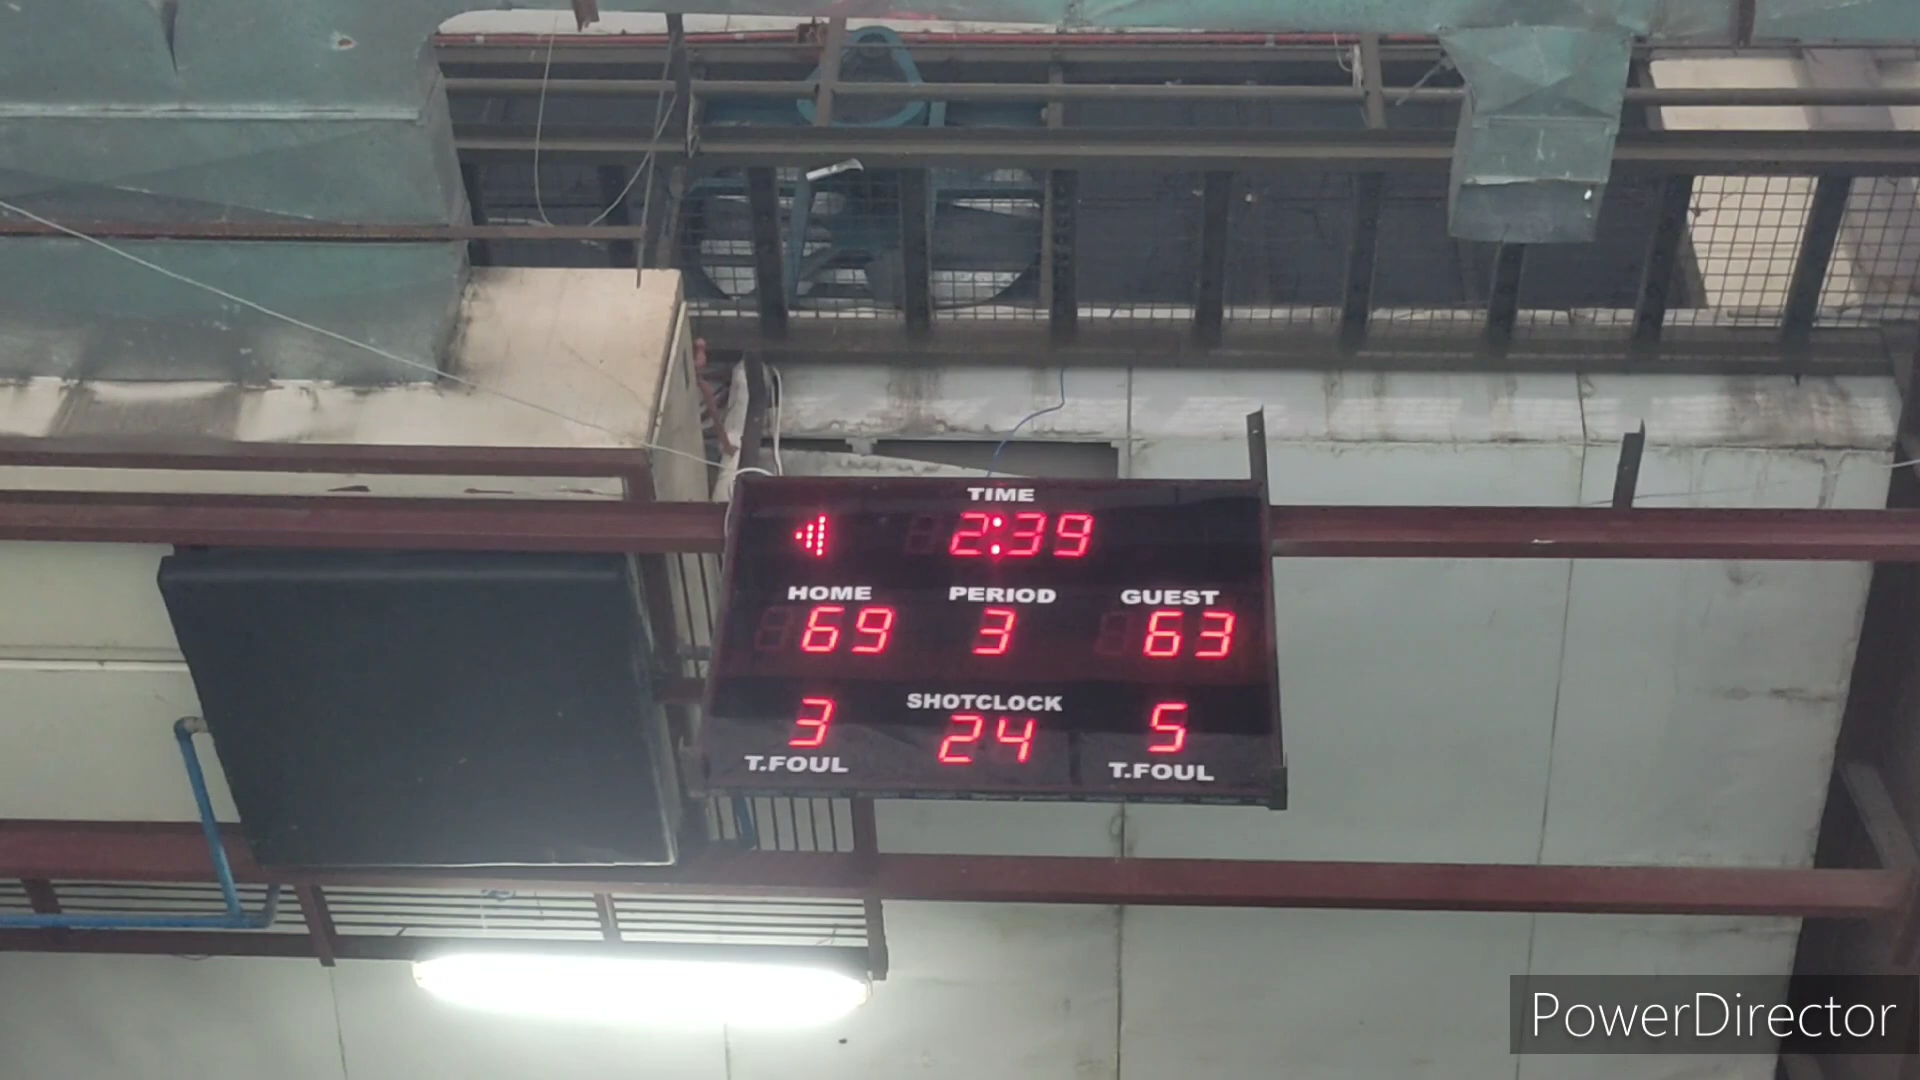 TIME
2:39
HOME PERIOD GUEST
69 3 63
SHOTCLOCK
3 24 5
T.FOUL T.FOUL
PowerDirector